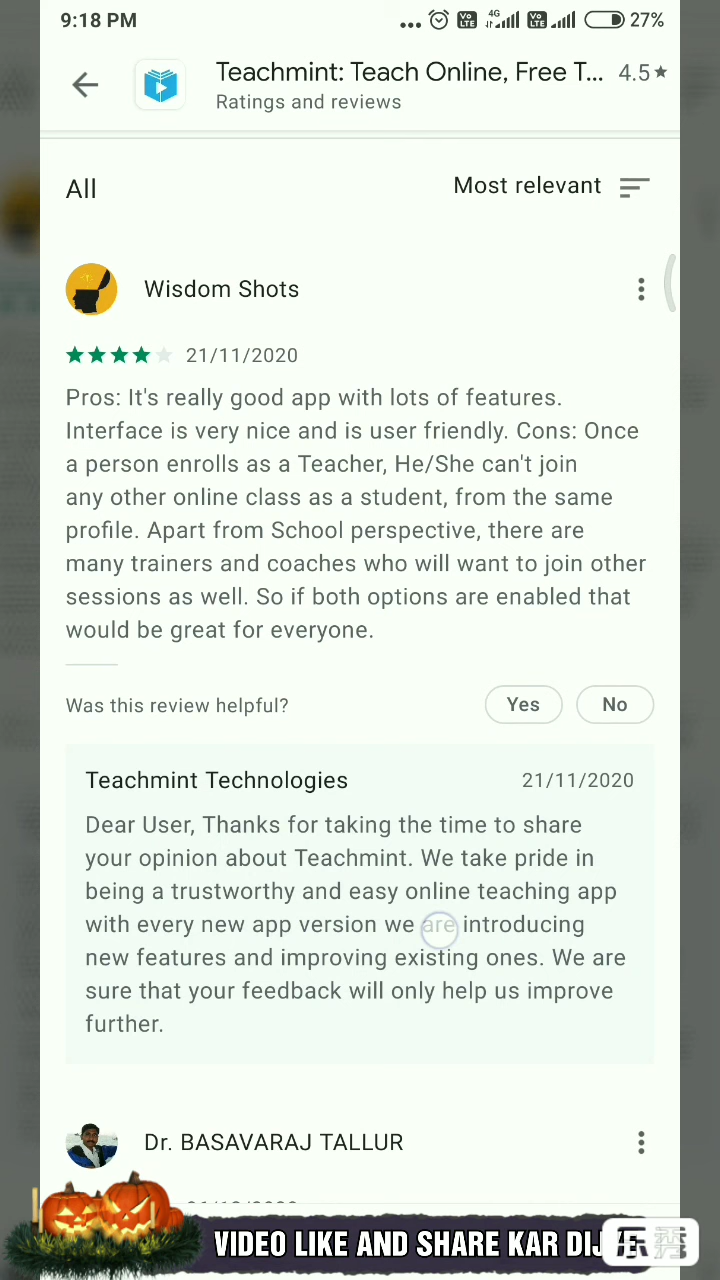 9:18 PM
4G
Vo LTE
Vo LTE
27%
Teachmint: Teach Online, Free T... 4.5★
Ratings and reviews
All
Most relevant
Wisdom Shots
21/11/2020
Pros: It's really good app with lots of features.
Interface is very nice and is user friendly. Cons: Once
a person enrolls as a Teacher, He/She can't join
any other online class as a student, from the same
profile. Apart from School perspective, there are
many trainers and coaches who will want to join other
sessions as well. So if both options are enabled that
would be great for everyone.
Was this review helpful?
Yes
No
Teachmint Technologies
21/11/2020
Dear User, Thanks for taking the time to share
your opinion about Teachmint. We take pride in
being a trustworthy and easy online teaching app
with every new app version we are introducing
new features and improving existing ones. We are
sure that your feedback will only help us improve
further.
Dr. BASAVARAJ TALLUR
VIDEO LIKE AND SHARE KAR DIJ
乐秀